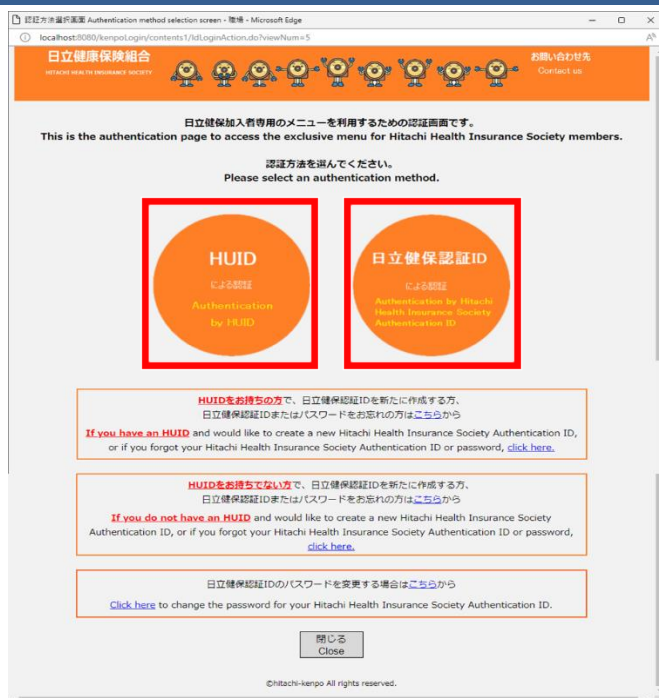 認証方法選択画面 Authentication method selection screen - 職場 - Microsoft Edge
localhost:8080/kenpoLogin/contents1/IdLoginAction.do?viewNum=5
日立健康保険組合
HITACHI HEALTH INSURANCE SOCIETY
お問い合わせ先
Contact us
日立健保加入者専用のメニューを利用するための認証画面です。
This is the authentication page to access the exclusive menu for Hitachi Health Insurance Society members.
認証方法を選んでください。
Please select an authentication method.
HUID
による認証
Authentication
by HUID
日立健保認証ID
による認証
Authentication by Hitachi
Health Insurance Society
Authentication ID
HUIDをお持ちの方で、日立健保認証IDを新たに作成する方、
日立健保認証IDまたはパスワードをお忘れの方はこちらから
If you have an HUID and would like to create a new Hitachi Health Insurance Society Authentication ID,
or if you forgot your Hitachi Health Insurance Society Authentication ID or password, click here.
HUIDをお持ちでない方で、日立健保認証IDを新たに作成する方、
日立健保認証IDまたはパスワードをお忘れの方はこちらから
If you do not have an HUID and would like to create a new Hitachi Health Insurance Society
Authentication ID, or if you forgot your Hitachi Health Insurance Society Authentication ID or password,
click here.
日立健保認証IDのパスワードを変更する場合はこちらから
Click here to change the password for your Hitachi Health Insurance Society Authentication ID.
閉じる
Close
©hitachi-kenpo All rights reserved.